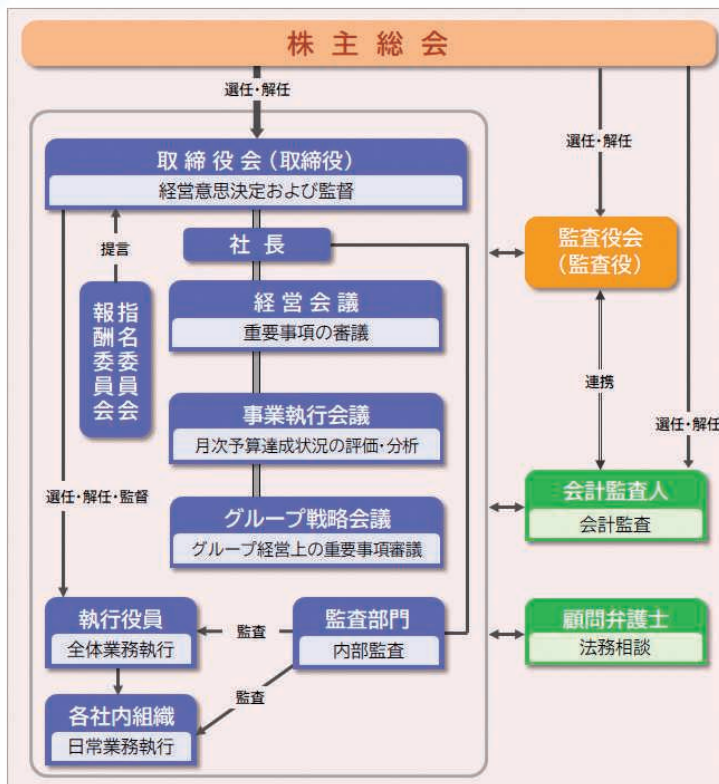 株主総会
選任・解任
選任・解任
取締役会(取締役)
経営意思決定および監督
提言
社長
監査役会
(監査役)
指名委員会
報酬委員会
経営会議
重要事項の審議
連携
事業執行会議
月次予算達成状況の評価・分析
選任・解任
選任・解任・監督
グループ戦略会議
グループ経営上の重要事項審議
会計監査人
会計監査
執行役員
全体業務執行
監査
監査部門
内部監査
顧問弁護士
法務相談
監査
各社内組織
日常業務執行